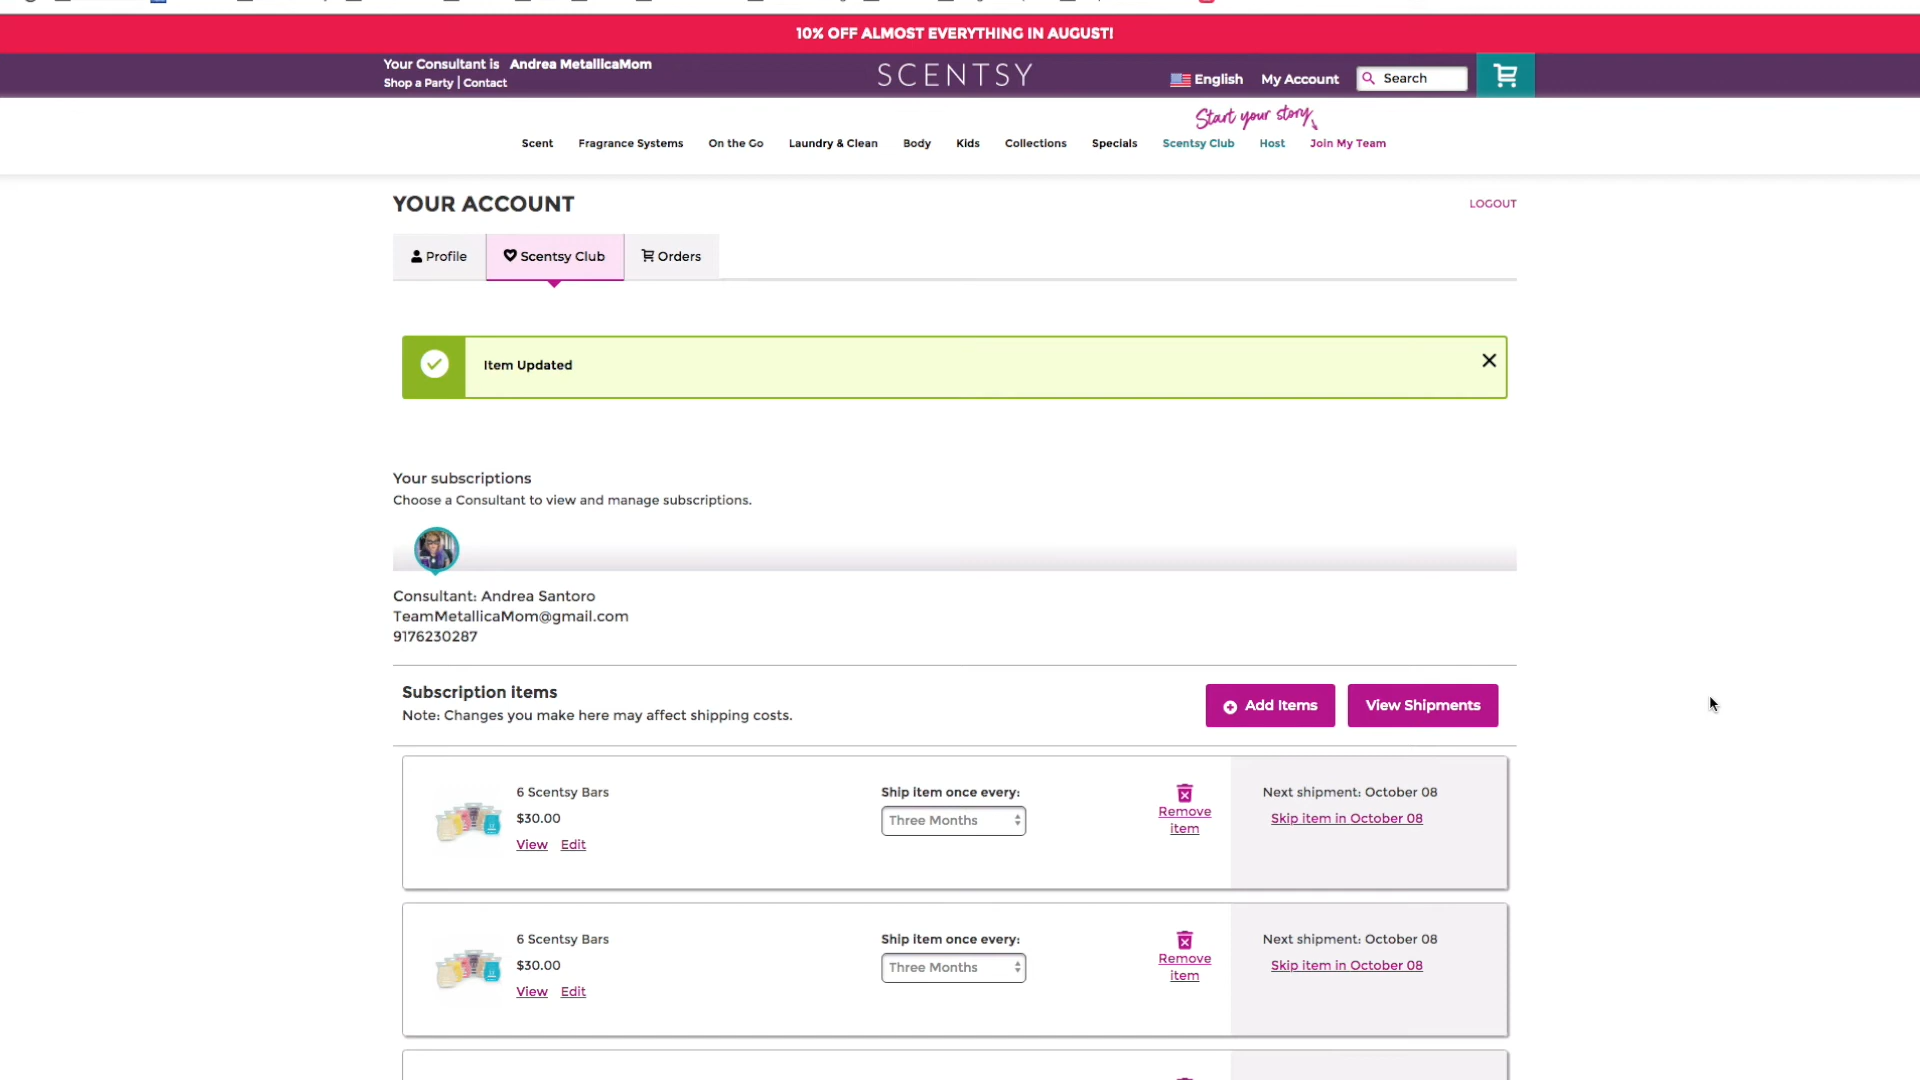 10% OFF ALMOST EVERYTHING IN AUGUST!
Your Consultant is Andrea MetallicaMom
Shop a Party | Contact
SCENTSY
English
My Account
Search
Start your story
Scent
Fragrance Systems
On the Go
Laundry & Clean
Body
Kids
Collections
Specials
Scentsy Club
Host
Join My Team
YOUR ACCOUNT
LOGOUT
Profile
Scentsy Club
Orders
Item Updated
Your subscriptions
Choose a Consultant to view and manage subscriptions.
Consultant: Andrea Santoro
TeamMetallicaMom@gmail.com
9176230287
Subscription items
Note: Changes you make here may affect shipping costs.
Add Items
View Shipments
6 Scentsy Bars
$30.00
View Edit
Ship item once every:
Three Months
Remove
item
Next shipment: October 08
Skip item in October 08
6 Scentsy Bars
$30.00
View Edit
Ship item once every:
Three Months
Remove
item
Next shipment: October 08
Skip item in October 08